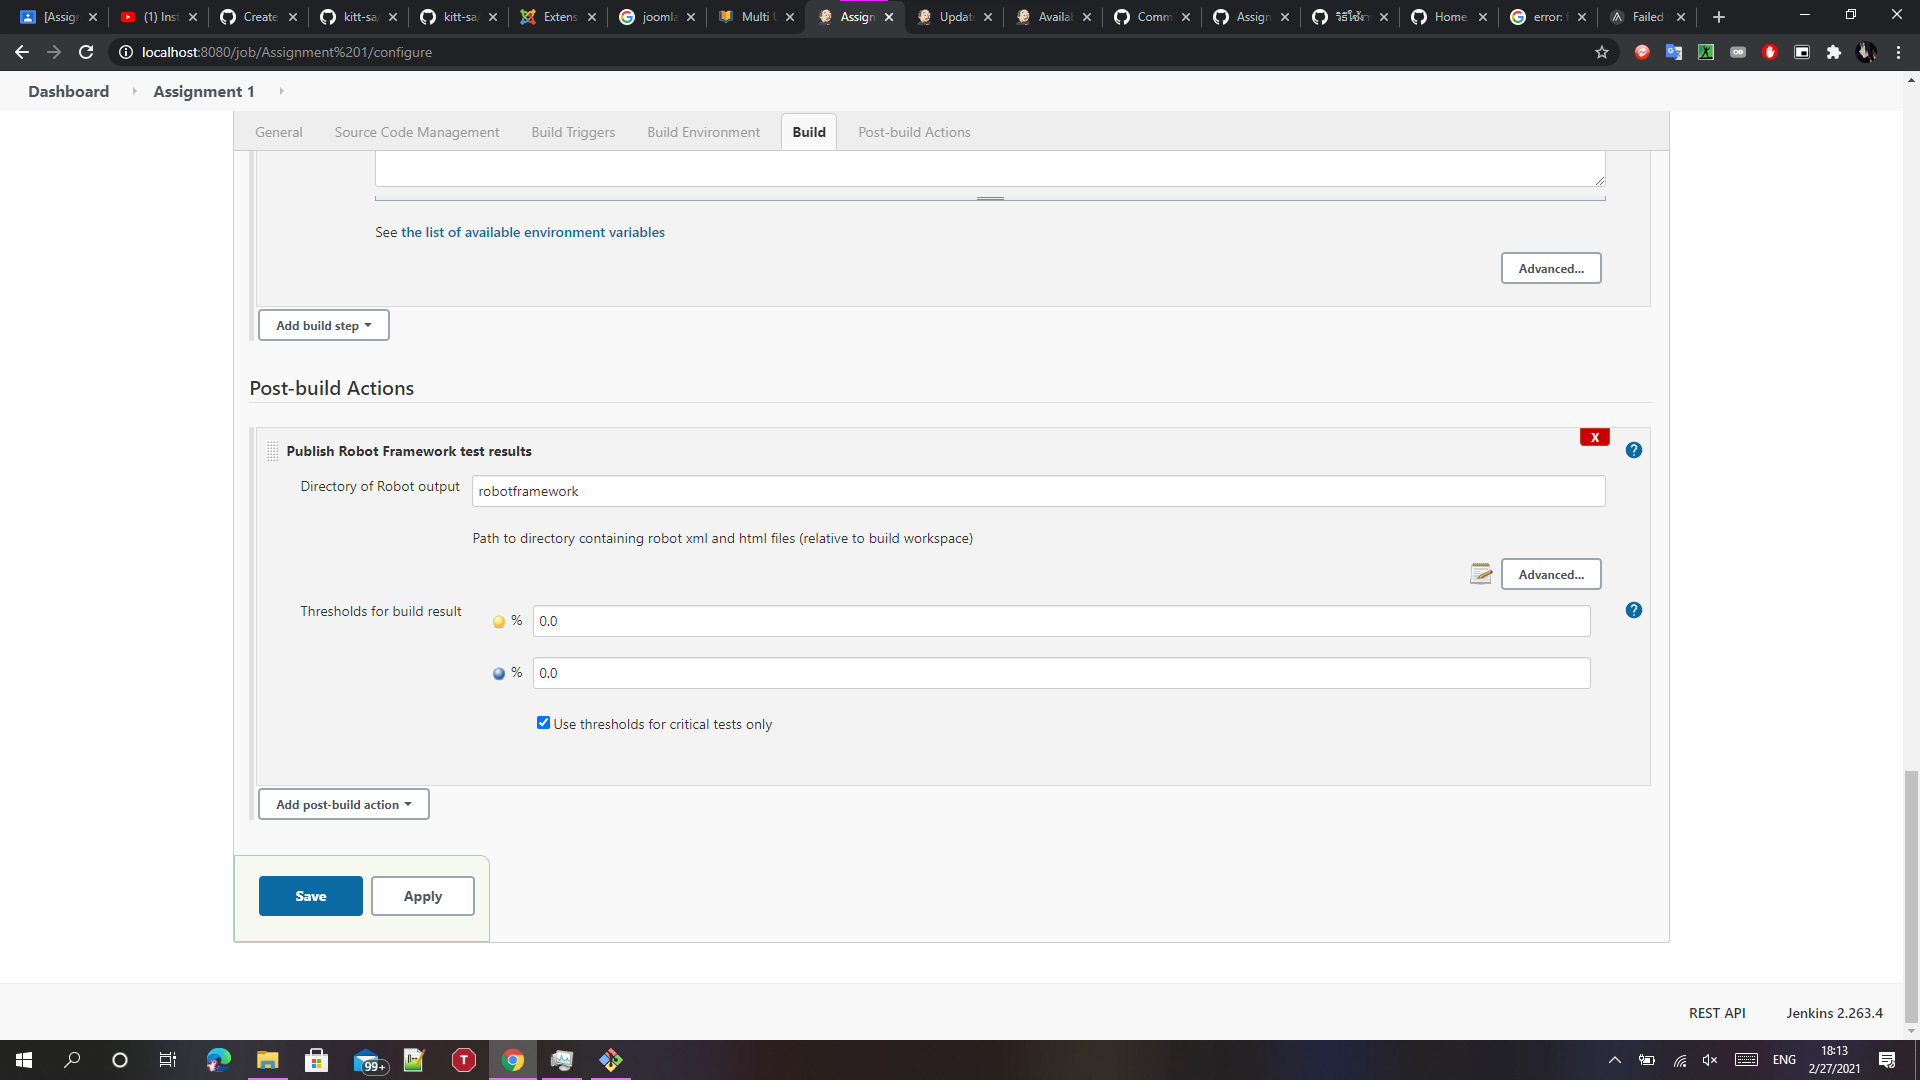 [Assign
(1) Inst
Create
kitt-sa/
kitt-sa/
Extens
joomla
Multi U
Assign
Update
Availab
Comm
Assign
วิธีใช้งา
Home
error: f
Failed
localhost:8080/job/Assignment%201/configure
Dashboard
Assignment 1
General
Source Code Management
Build Triggers
Build Environment
Build
Post-build Actions
See the list of available environment variables
Advanced...
Add build step
Post-build Actions
X
Publish Robot Framework test results
?
Directory of Robot output
robotframework
Path to directory containing robot xml and html files (relative to build workspace)
Advanced...
Thresholds for build result
?
% 0.0
% 0.0
Use thresholds for critical tests only
Add post-build action
Save
Apply
REST API
Jenkins 2.263.4
99+
T
ENG
18:13
2/27/2021